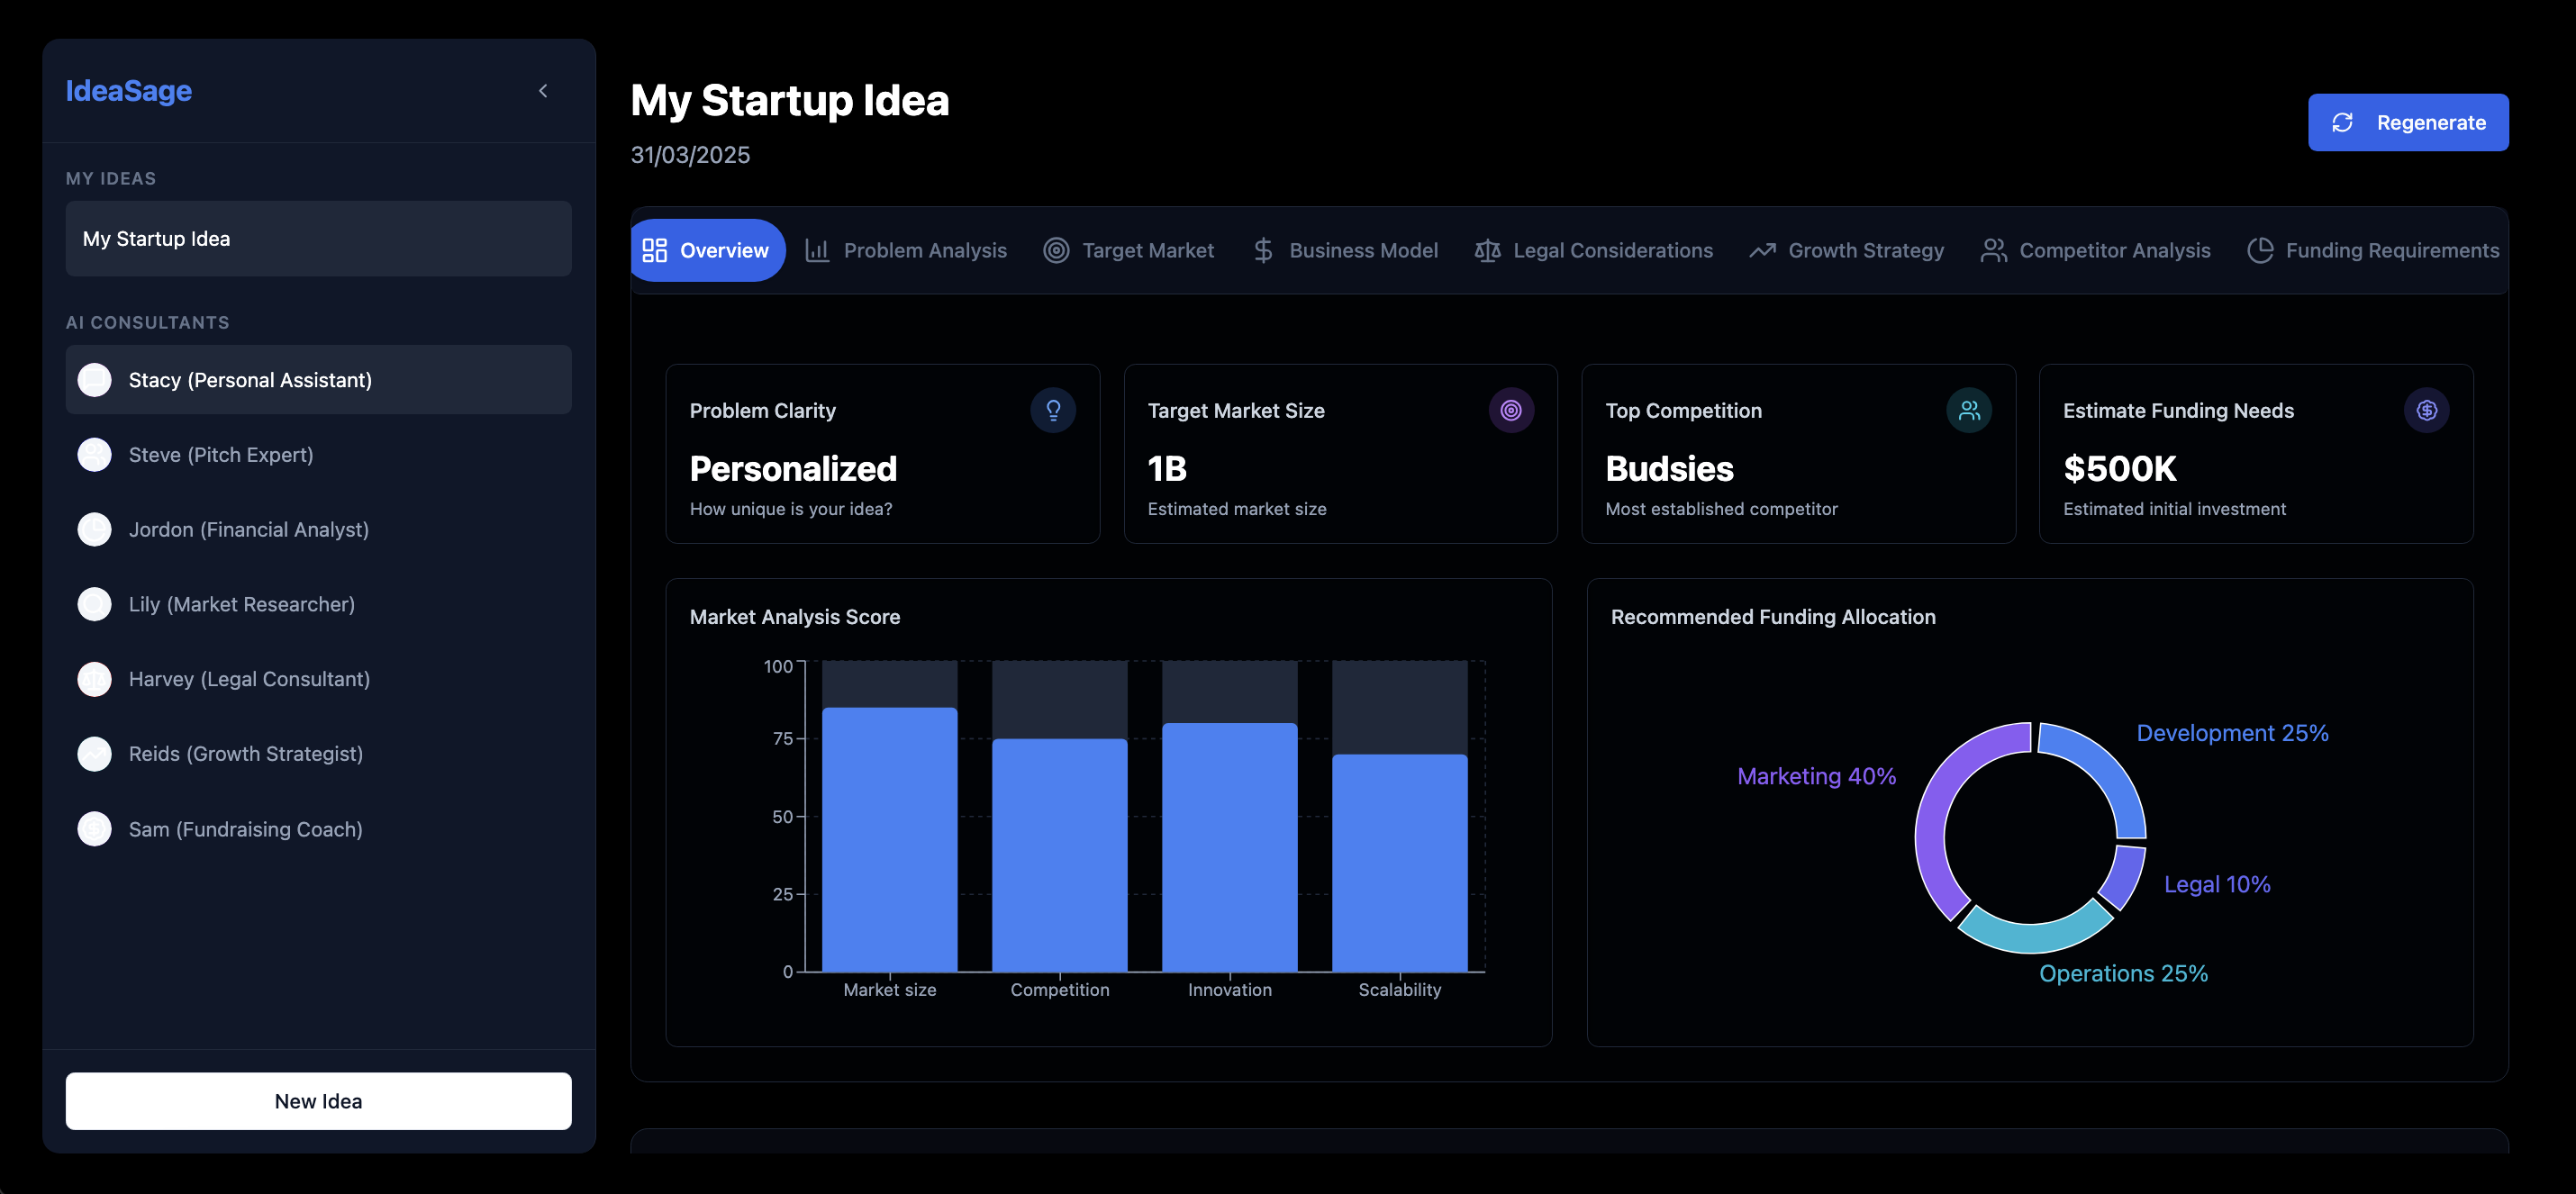 IdeaSage
MY IDEAS
My Startup Idea
AI CONSULTANTS
Stacy (Personal Assistant)
Steve (Pitch Expert)
Jordon (Financial Analyst)
Lily (Market Researcher)
Harvey (Legal Consultant)
Reids (Growth Strategist)
Sam (Fundraising Coach)
New Idea
My Startup Idea
31/03/2025
Regenerate
Overview
Problem Analysis
Target Market
Business Model
Legal Considerations
Growth Strategy
Competitor Analysis
Funding Requirements
Problem Clarity
Personalized
How unique is your idea?
Target Market Size
1B
Estimated market size
Top Competition
Budsies
Most established competitor
Estimate Funding Needs
$500K
Estimated initial investment
Market Analysis Score
100
75
50
25
0
Market size
Competition
Innovation
Scalability
Recommended Funding Allocation
Development 25%
Marketing 40%
Legal 10%
Operations 25%